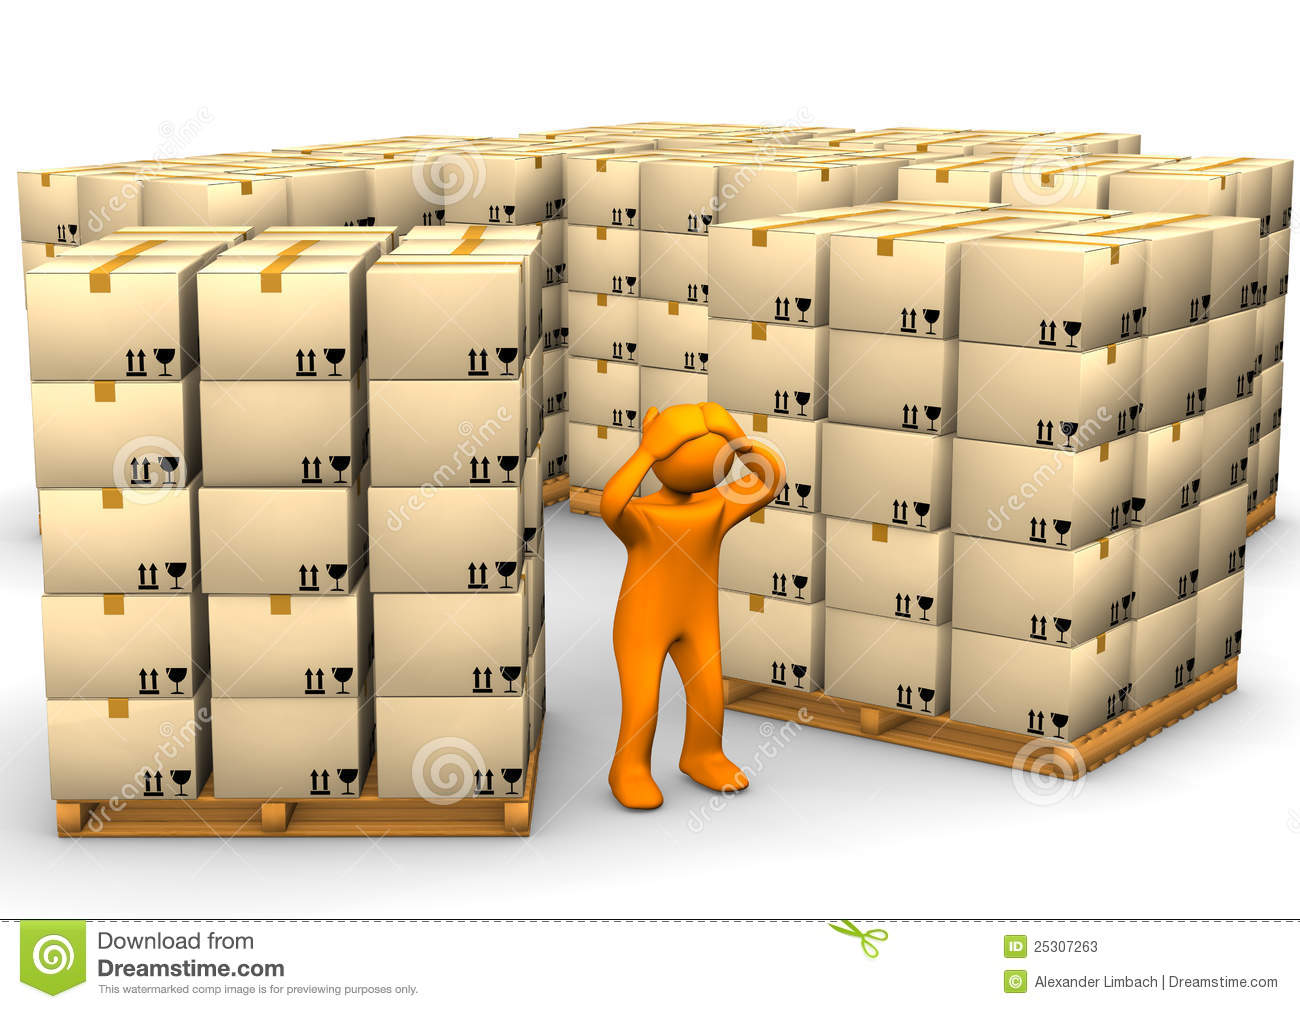 Download from
Dreamstime.com
This watermarked comp image is for previewing purposes only.
ID 25307263
© Alexander Limbach | Dreamstime.com